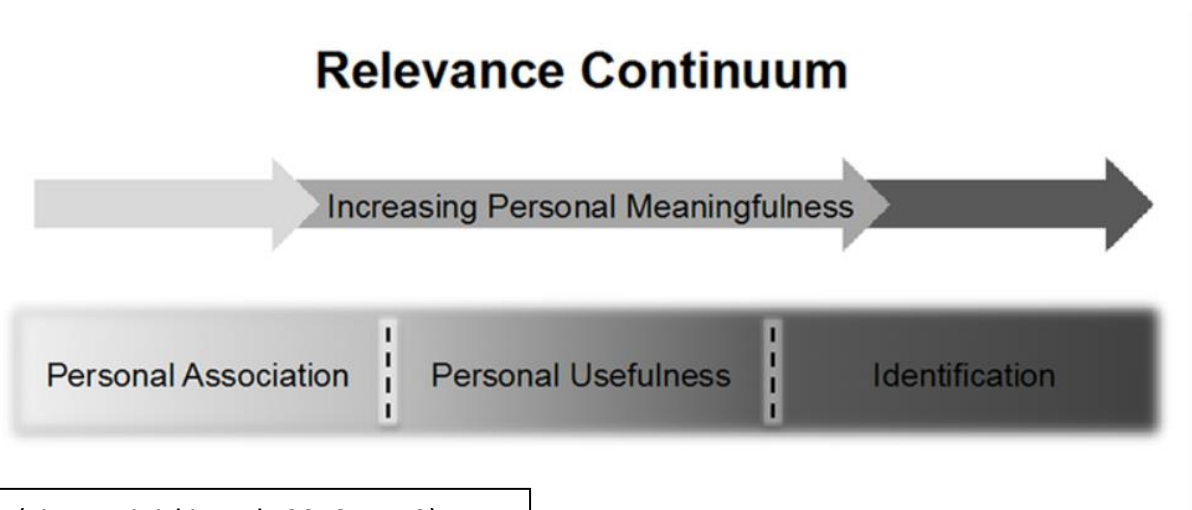 Relevance Continuum
Increasing Personal Meaningfulness
Personal Association
Personal Usefulness
Identification